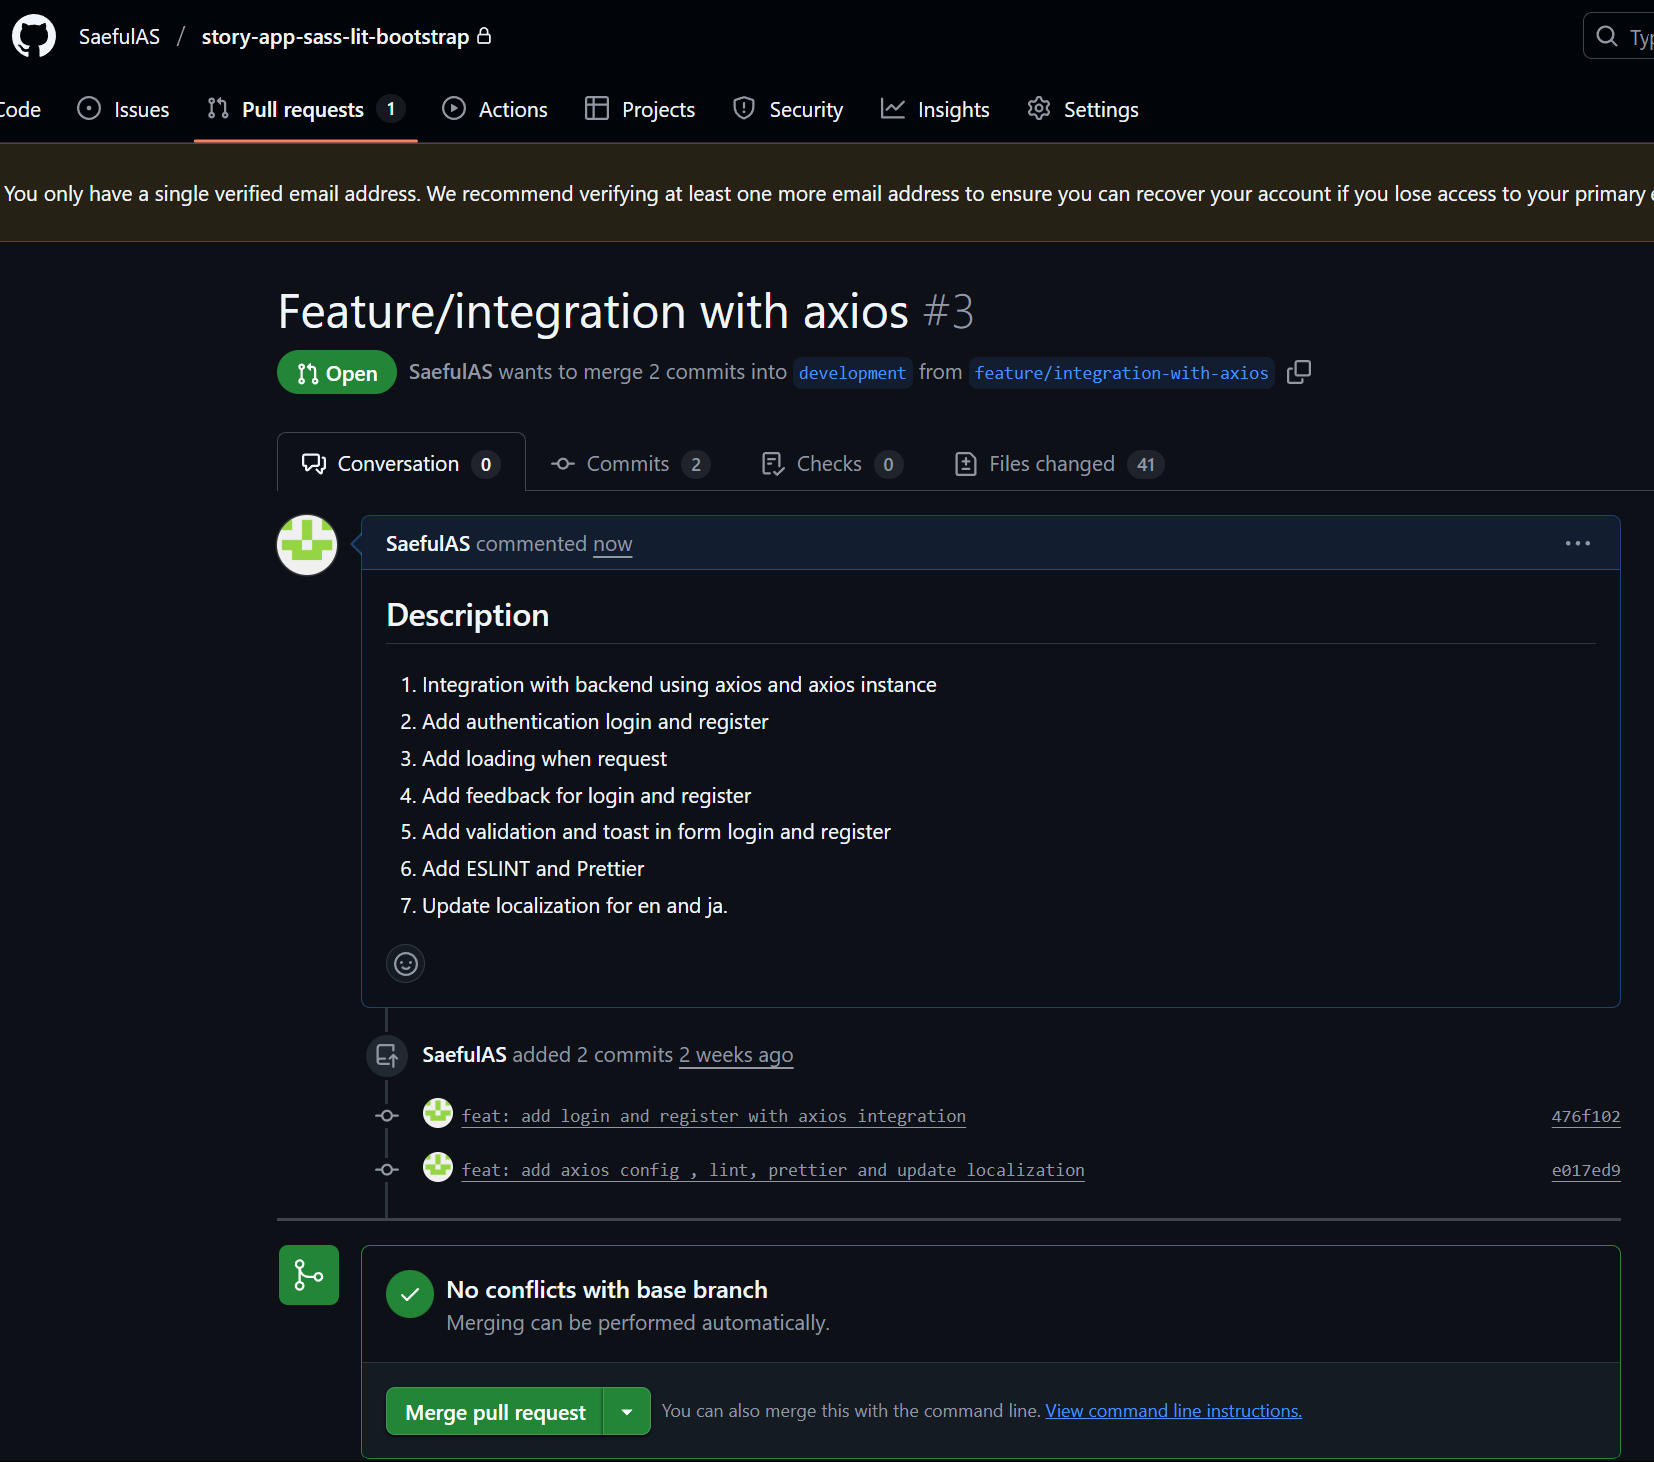 SaefulAS / story-app-sass-lit-bootstrap
Code Issues Pull requests 1 Actions Projects Security Insights Settings
You only have a single verified email address. We recommend verifying at least one more email address to ensure you can recover your account if you lose access to your primary
Feature/integration with axios #3
Open SaefulAS wants to merge 2 commits into development from feature/integration-with-axios
Conversation 0 Commits 2 Checks 0 Files changed 41
SaefulAS commented now
Description
1. Integration with backend using axios and axios instance
2. Add authentication login and register
3. Add loading when request
4. Add feedback for login and register
5. Add validation and toast in form login and register
6. Add ESLINT and Prettier
7. Update localization for en and ja.
SaefulAS added 2 commits 2 weeks ago
feat: add login and register with axios integration 476f102
feat: add axios config , lint, prettier and update localization e017ed9
No conflicts with base branch
Merging can be performed automatically.
Merge pull request You can also merge this with the command line. View command line instructions.